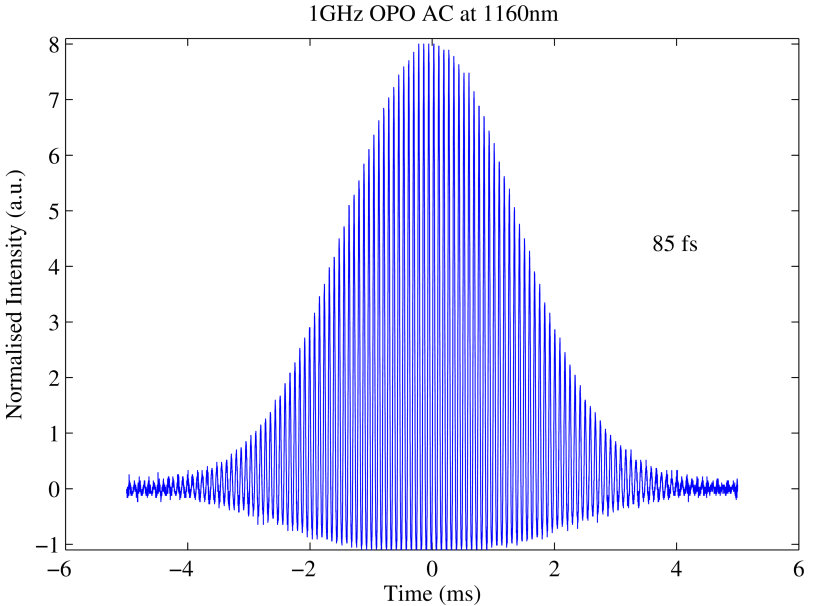 1GHz OPO AC at 1160nm
Normalised Intensity (a.u.)
8
7
6
5
4
3
2
1
0
−1
85 fs
−6 −4 −2 0 2 4 6
Time (ms)